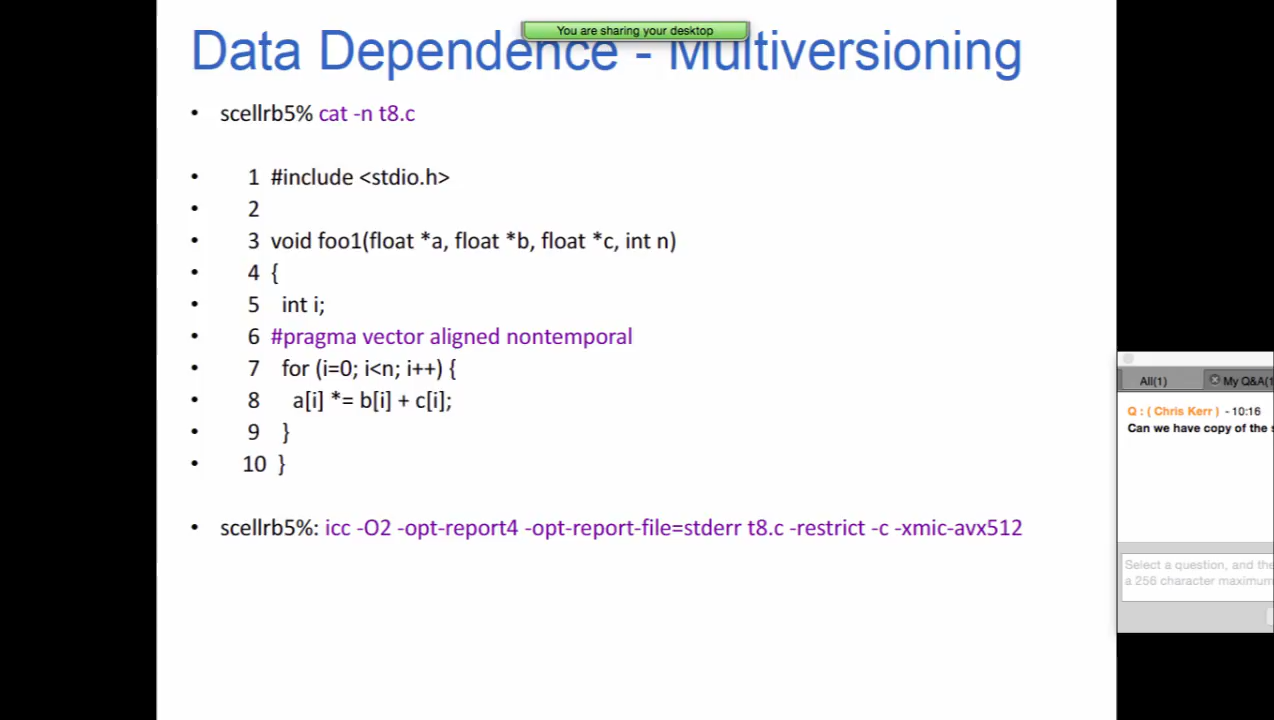 You are sharing your desktop
Data Dependence - Multiversioning
• scellrb5% cat -n t8.c
• 1 #include <stdio.h>
• 2
• 3 void foo1(float *a, float *b, float *c, int n)
• 4 {
• 5 int i;
• 6 #pragma vector aligned nontemporal
• 7 for (i=0; i<n; i++) {
• 8 a[i] *= b[i] + c[i];
• 9 }
• 10 }
• scellrb5%: icc -O2 -opt-report4 -opt-report-file=stderr t8.c -restrict -c -xmic-avx512
All(1) My Q&A(1
Q : ( Chris Kerr ) - 10:16
Can we have copy of the
Select a question, and the
a 256 character maximum